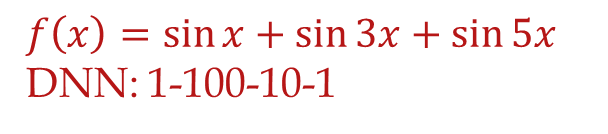 f(x) = sin x + sin 3x + sin 5x
DNN: 1-100-10-1